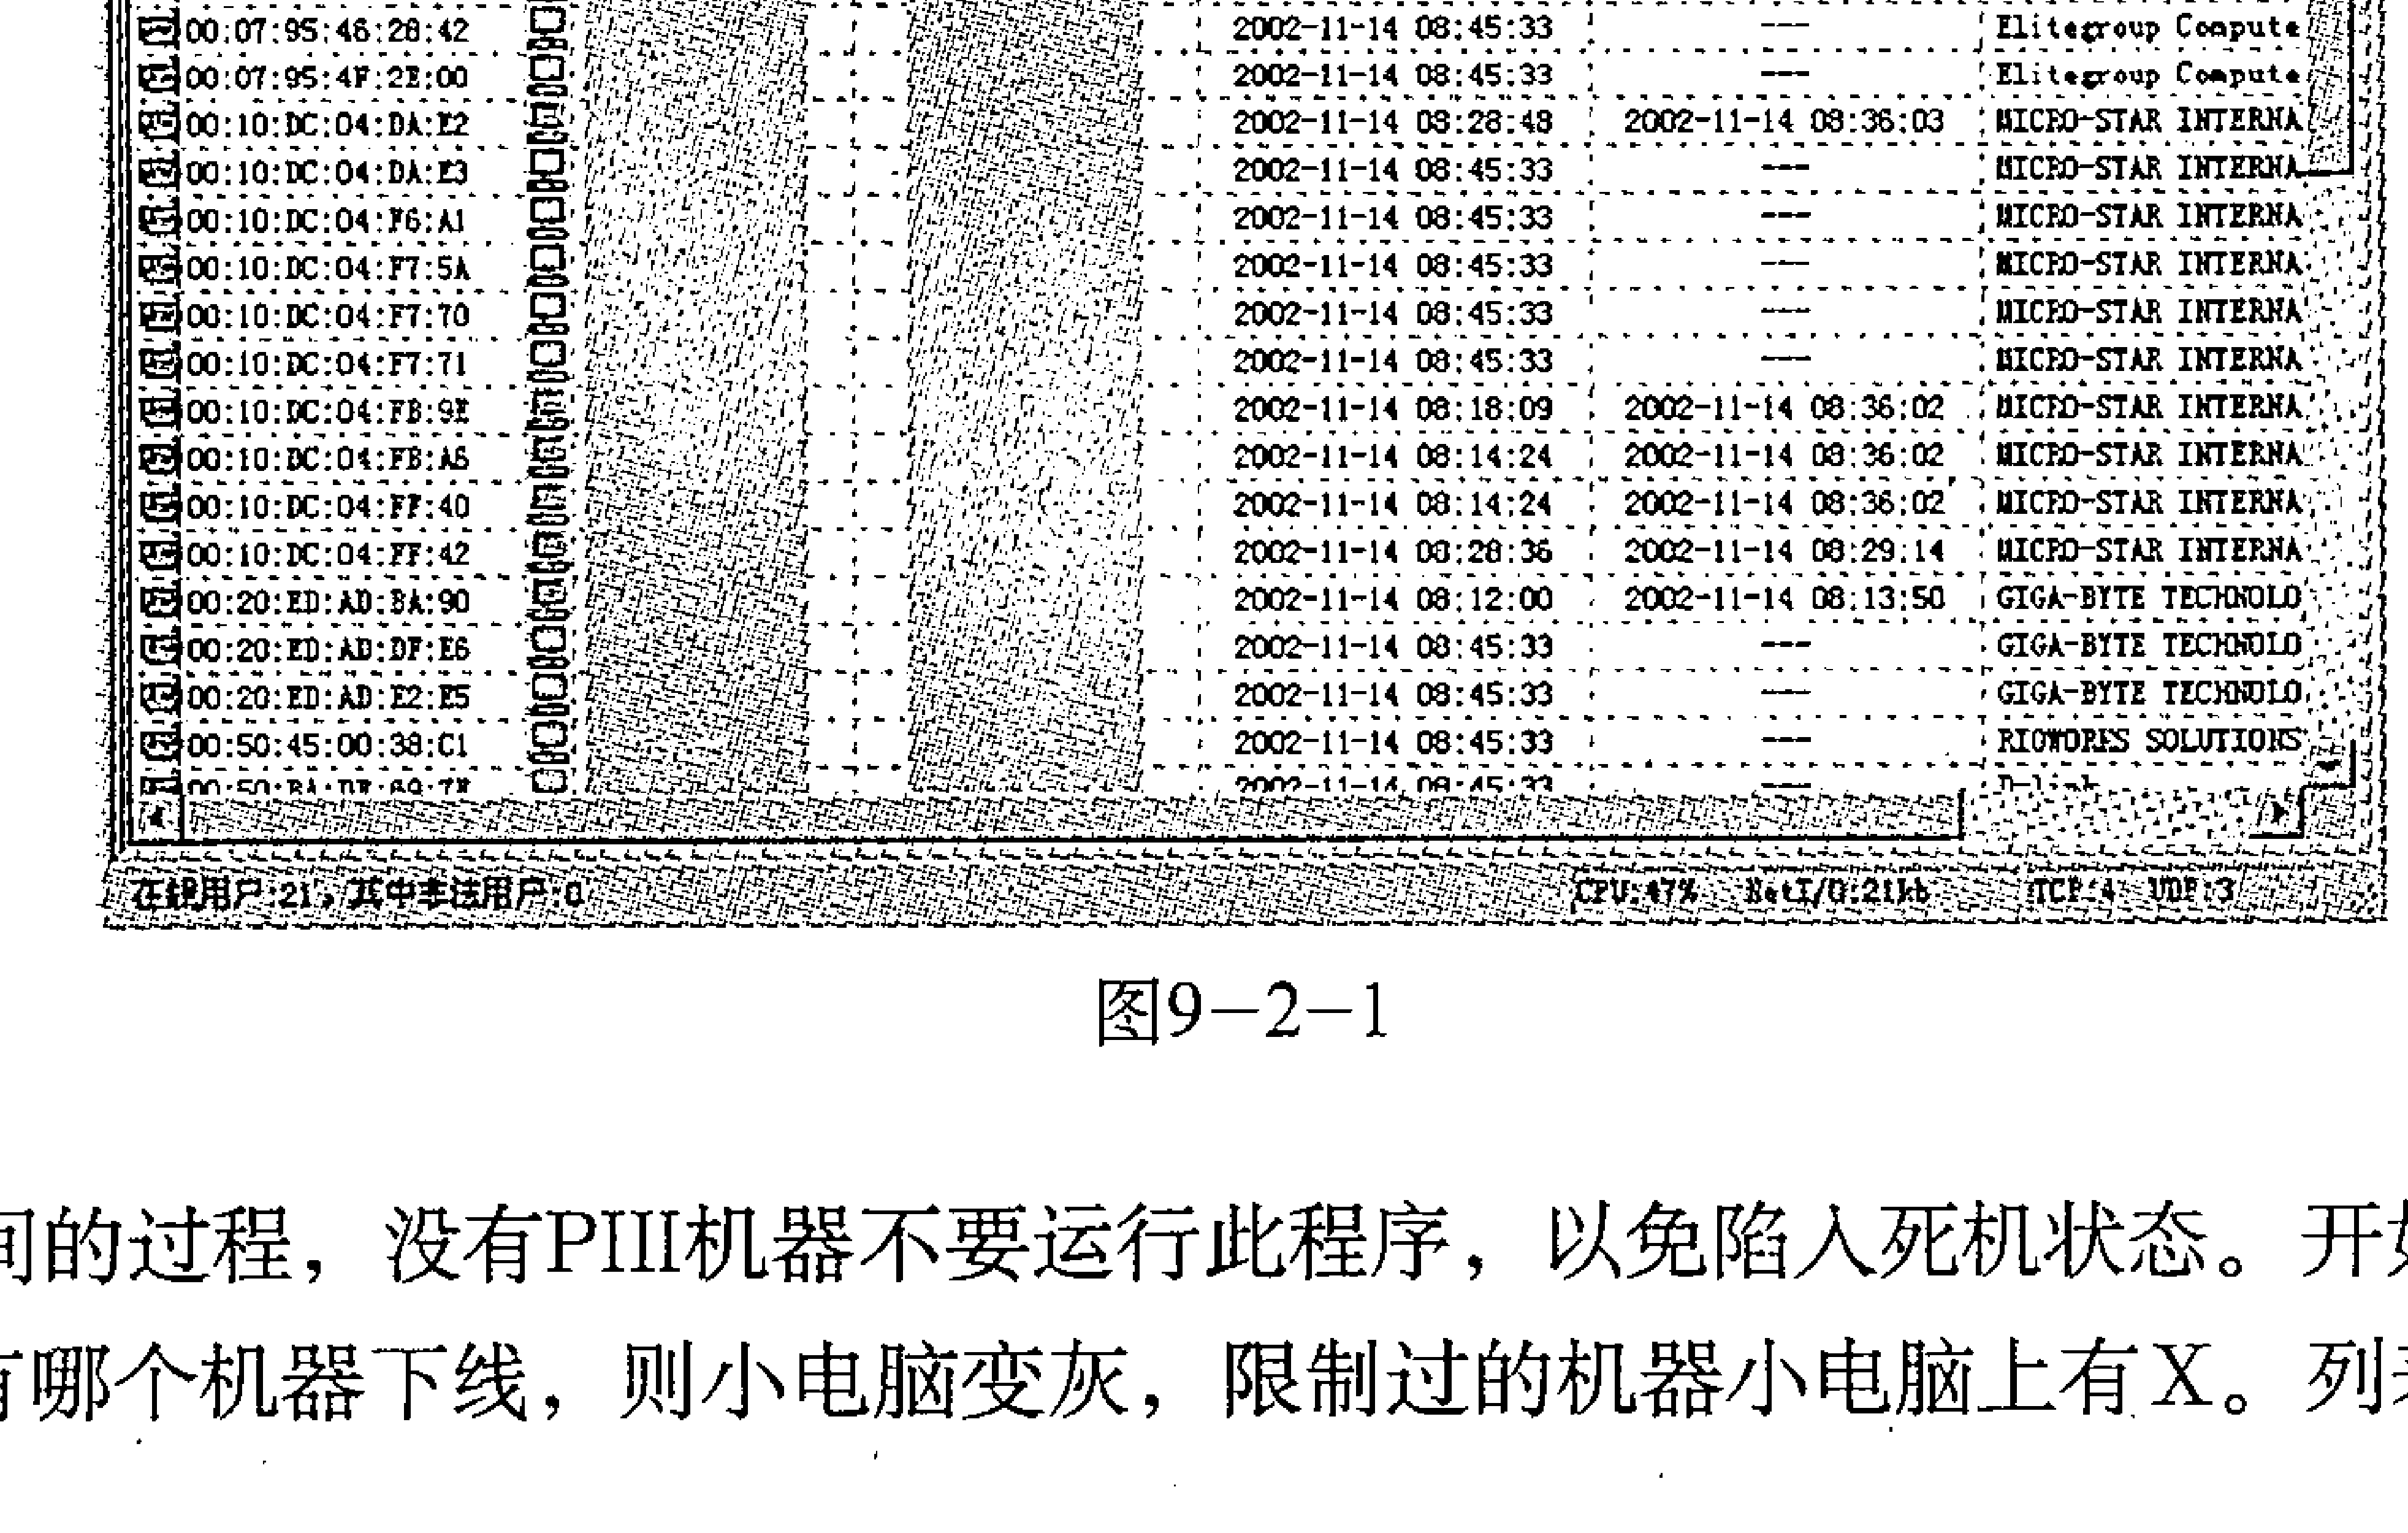 00:07:95:46:28:42 2002-11-14 08:45:33 --- Elitegroup Compute
00:07:95:4F:2E:00 2002-11-14 08:45:33 --- Elitegroup Compute
00:10:DC:04:DA:E2 2002-11-14 08:28:48 2002-11-14 08:36:03 MICRO-STAR INTERNA
00:10:DC:04:DA:E3 2002-11-14 08:45:33 --- MICRO-STAR INTERNA
00:10:DC:04:F6:A1 2002-11-14 08:45:33 --- MICRO-STAR INTERNA
00:10:DC:04:F7:5A 2002-11-14 08:45:33 --- MICRO-STAR INTERNA
00:10:DC:04:F7:70 2002-11-14 08:45:33 --- MICRO-STAR INTERNA
00:10:DC:04:F7:71 2002-11-14 08:45:33 --- MICRO-STAR INTERNA
00:10:DC:04:FB:9E 2002-11-14 08:18:09 2002-11-14 08:36:02 MICRO-STAR INTERNA
00:10:DC:04:FB:A6 2002-11-14 08:14:24 2002-11-14 08:36:02 MICRO-STAR INTERNA
00:10:DC:04:FF:40 2002-11-14 08:14:24 2002-11-14 08:36:02 MICRO-STAR INTERNA
00:10:DC:04:FF:42 2002-11-14 08:28:36 2002-11-14 08:29:14 MICRO-STAR INTERNA
00:20:ED:AD:BA:90 2002-11-14 08:12:00 2002-11-14 08:13:50 GIGA-BYTE TECHNOLO
00:20:ED:AD:DF:E6 2002-11-14 08:45:33 --- GIGA-BYTE TECHNOLO
00:20:ED:AD:E2:E5 2002-11-14 08:45:33 --- GIGA-BYTE TECHNOLO
00:50:45:00:38:C1 2002-11-14 08:45:33 --- RIOWORKS SOLUTIONS
2002-11-14 08:45:33 --- D-link
在线用户:21, 其中非法用户:0 CPU:47% NetI/O:21kb TCP:4 UDP:3
图9-2-1
间的过程，没有PIII机器不要运行此程序，以免陷入死机状态。开
有哪个机器下线，则小电脑变灰，限制过的机器小电脑上有X。列